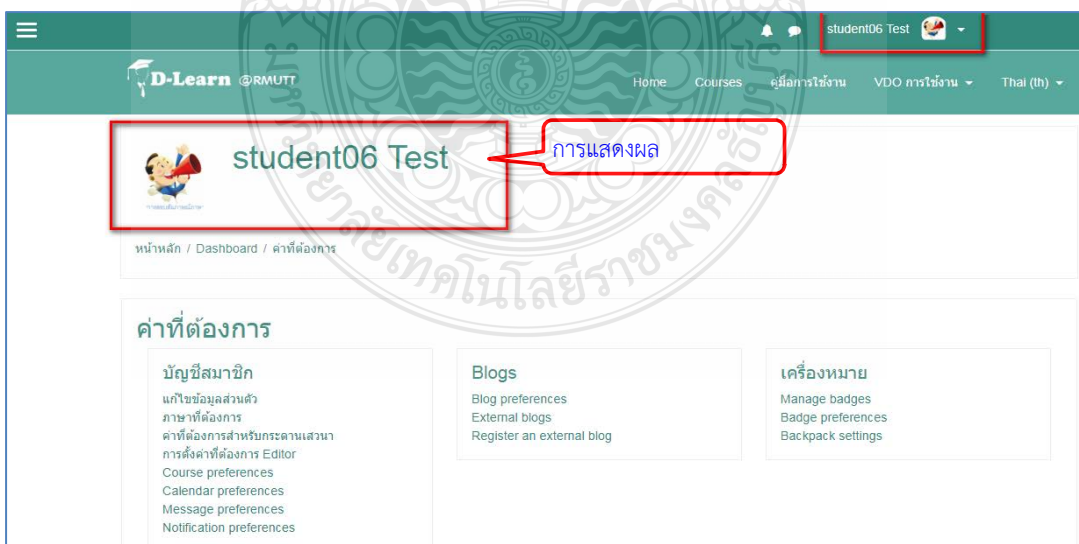 student06 Test
D-Learn @RMUTT
Home Courses คู่มือการใช้งาน VDO การใช้งาน Thai (th)
student06 Test
การแสดงผล
หน้าหลัก / Dashboard / ค่าที่ต้องการ
ค่าที่ต้องการ
บัญชีสมาชิก
แก้ไขข้อมูลส่วนตัว
ภาษาที่ต้องการ
ค่าที่ต้องการสำหรับกระดานเสวนา
การตั้งค่าที่ต้องการ Editor
Course preferences
Calendar preferences
Message preferences
Notification preferences
Blogs
Blog preferences
External blogs
Register an external blog
เครื่องหมาย
Manage badges
Badge preferences
Backpack settings